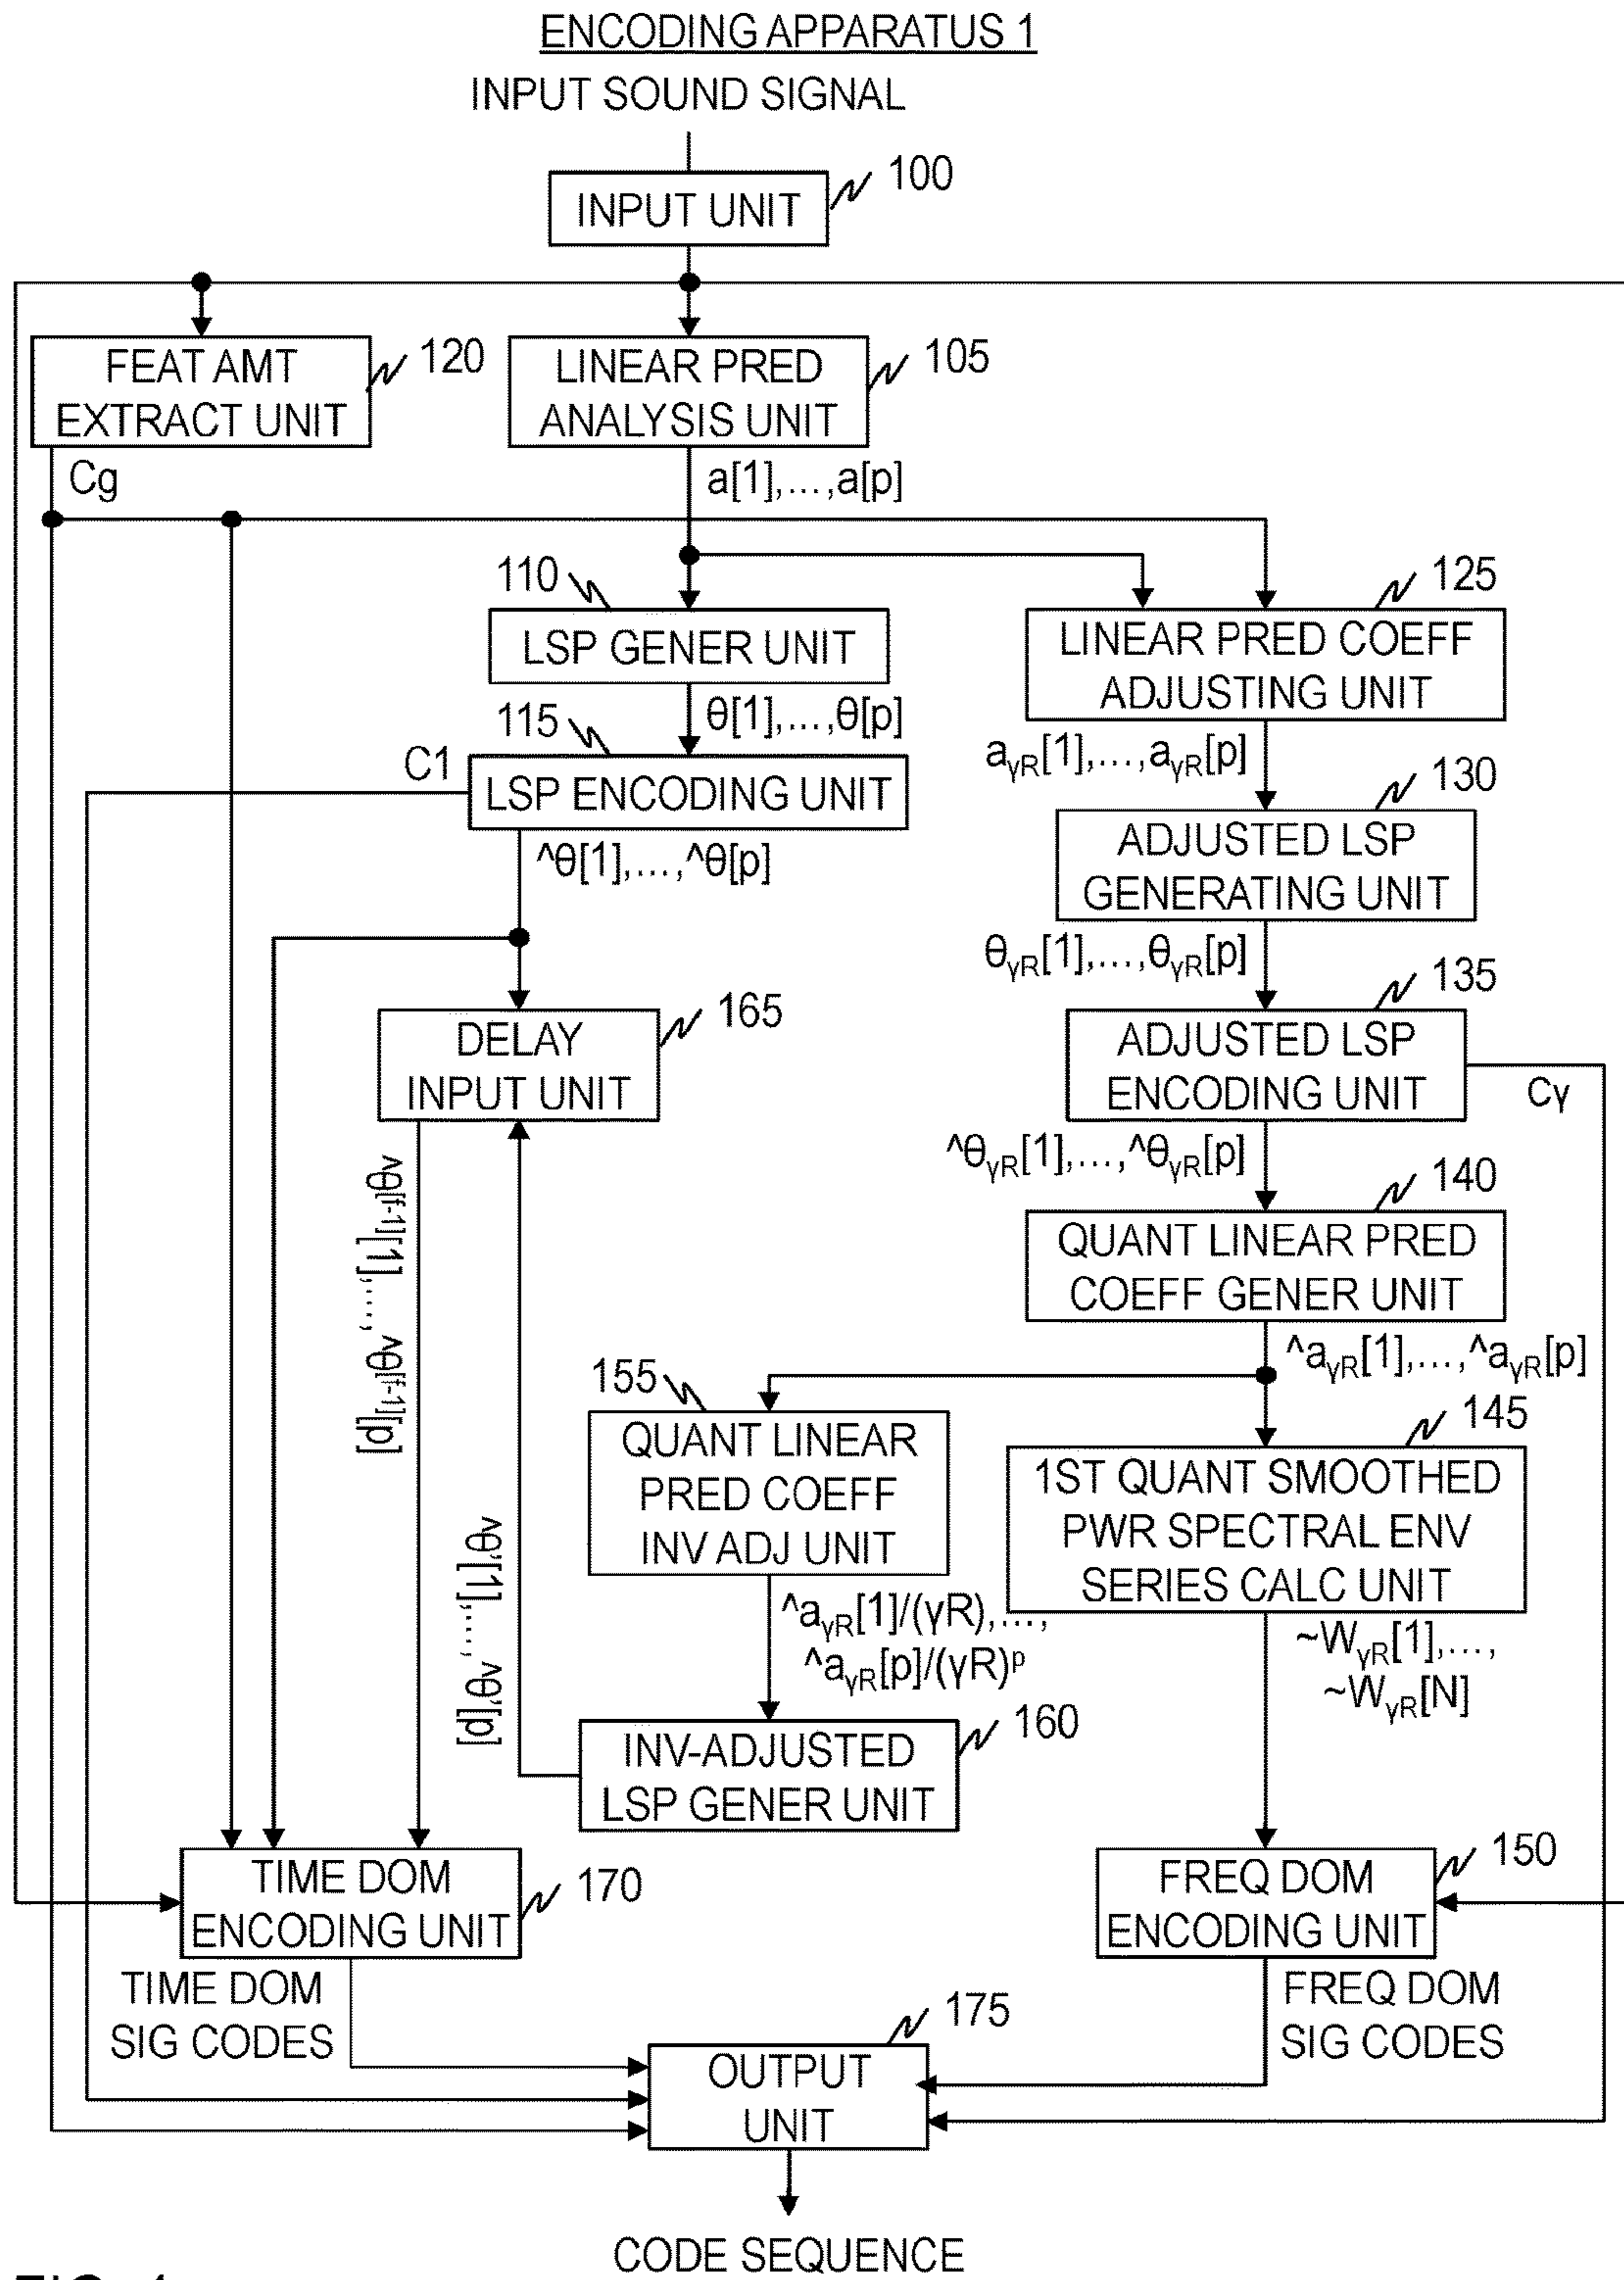 ENCODING APPARATUS 1
INPUT SOUND SIGNAL
INPUT UNIT
100
FEAT AMT
EXTRACT UNIT
120
LINEAR PRED
ANALYSIS UNIT
105
Cg
a[1],...,a[p]
110
LSP GENER UNIT
125
LINEAR PRED COEFF
ADJUSTING UNIT
θ[1],...,θ[p]
115
C1
LSP ENCODING UNIT
aγR[1],...,aγR[p]
130
ADJUSTED LSP
GENERATING UNIT
^θ[1],...,^θ[p]
θγR[1],...,θγR[p]
135
ADJUSTED LSP
ENCODING UNIT
Cγ
165
DELAY
INPUT UNIT
^θγR[1],...,^θγR[p]
140
QUANT LINEAR PRED
COEFF GENER UNIT
^θ[f-1][1],...,^θ[f-1][p]
^aγR[1],...,^aγR[p]
155
QUANT LINEAR
PRED COEFF
INV ADJ UNIT
145
1ST QUANT SMOOTHED
PWR SPECTRAL ENV
SERIES CALC UNIT
^θ'[1],...,^θ'[p]
^aγR[1]/(γR),...,
^aγR[p]/(γR)p
~WγR[1],...,
~WγR[N]
160
INV-ADJUSTED
LSP GENER UNIT
TIME DOM
ENCODING UNIT
170
FREQ DOM
ENCODING UNIT
150
TIME DOM
SIG CODES
FREQ DOM
SIG CODES
175
OUTPUT
UNIT
CODE SEQUENCE